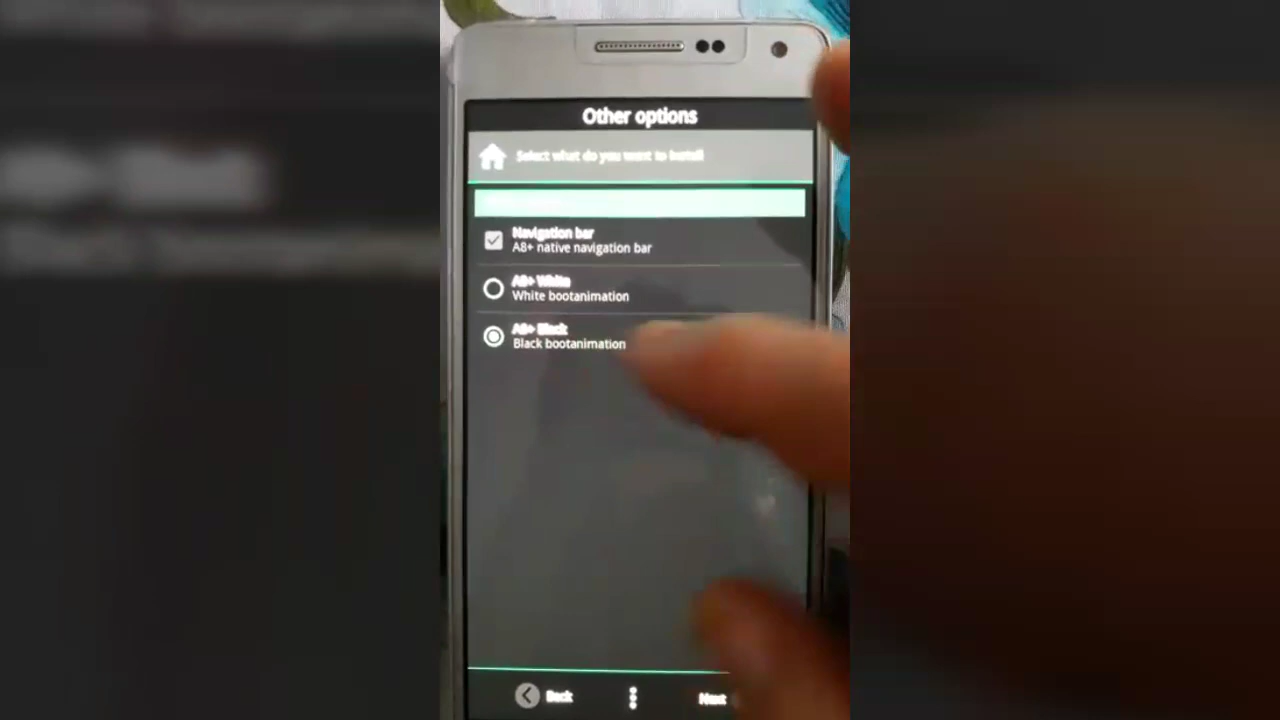 Other options
Select what do you want to install
Navigation bar
A8+ native navigation bar
A8+ White
White bootanimation
A8+ Black
Black bootanimation
Back
Next